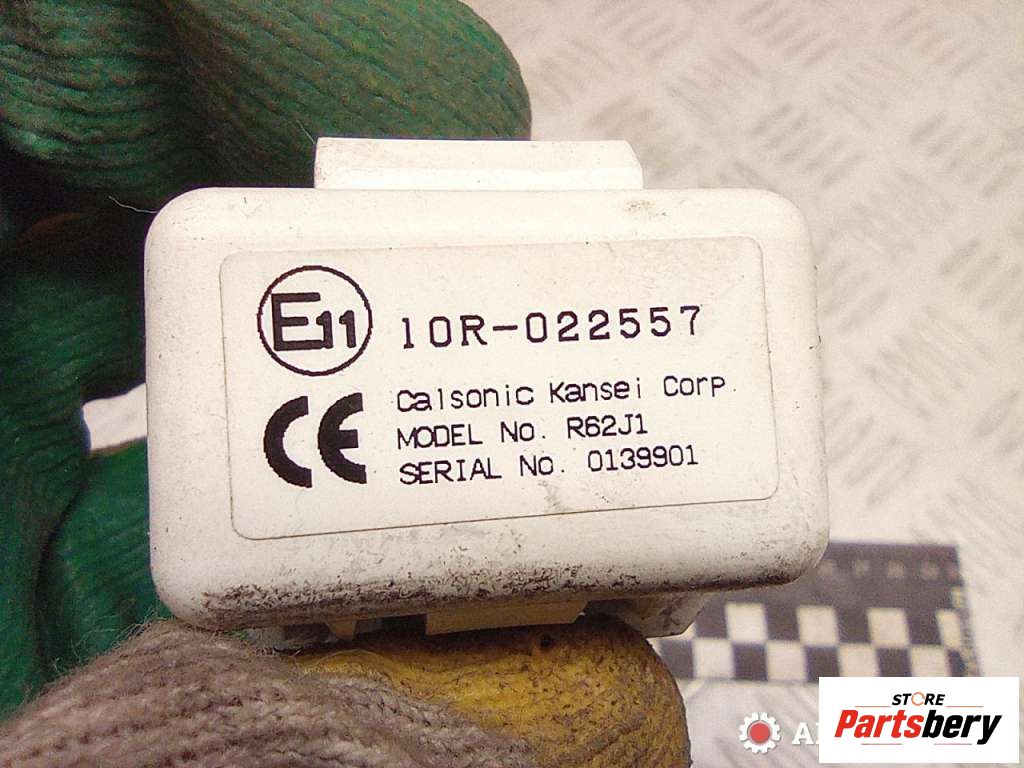 E11 10R-022557
CE Calsonic Kansei Corp.
MODEL No. R62J1
SERIAL No. 0139901
STORE
Partsbery